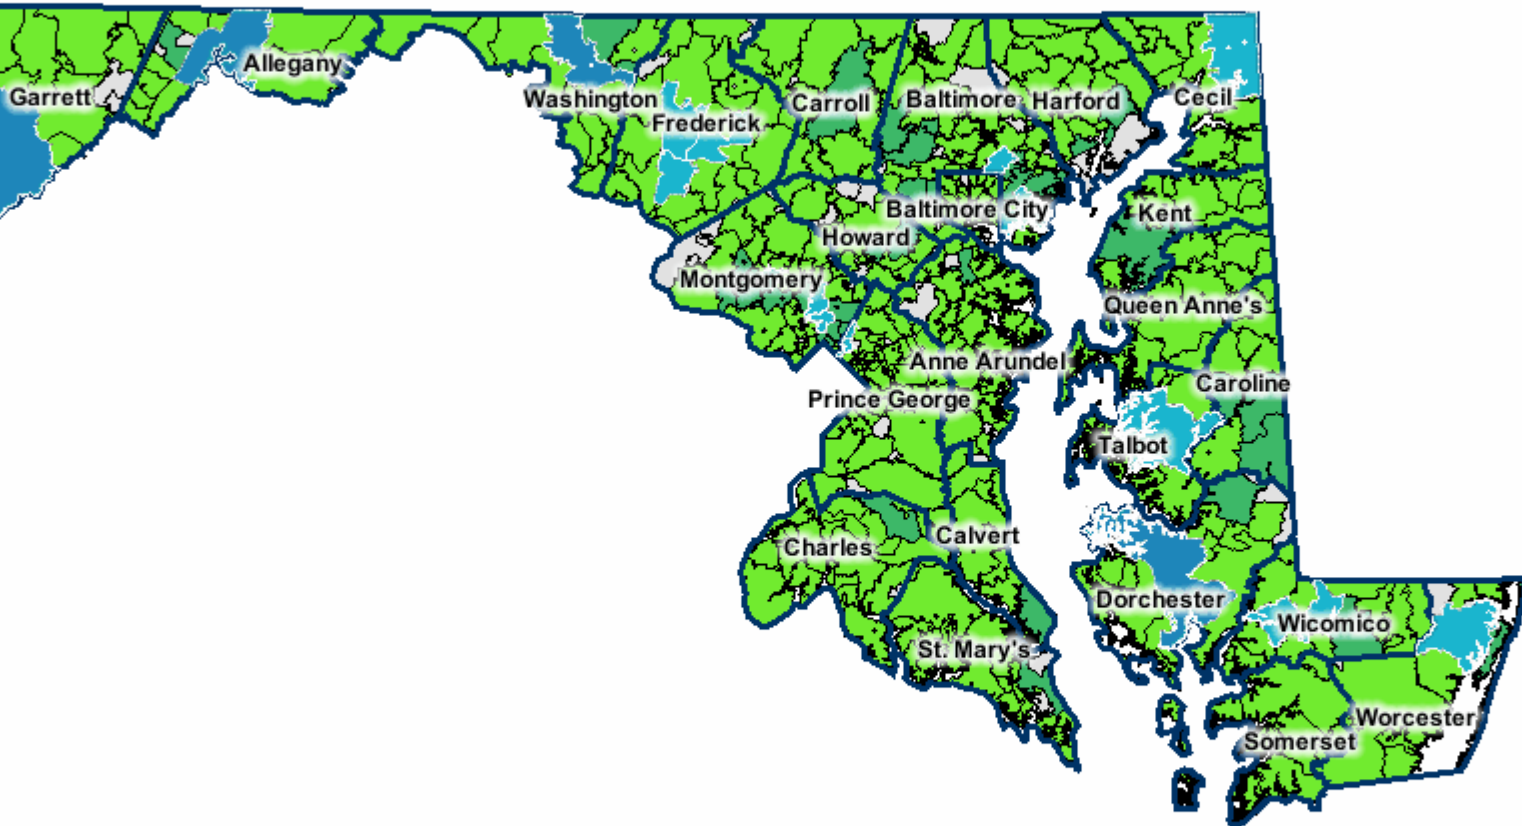 Garrett
Allegany
Washington
Frederick
Carroll
Baltimore
Harford
Cecil
Baltimore City
Kent
Howard
Montgomery
Queen Anne's
Anne Arundel
Caroline
Prince George
Talbot
Charles
Calvert
Dorchester
Wicomico
St. Mary's
Worcester
Somerset